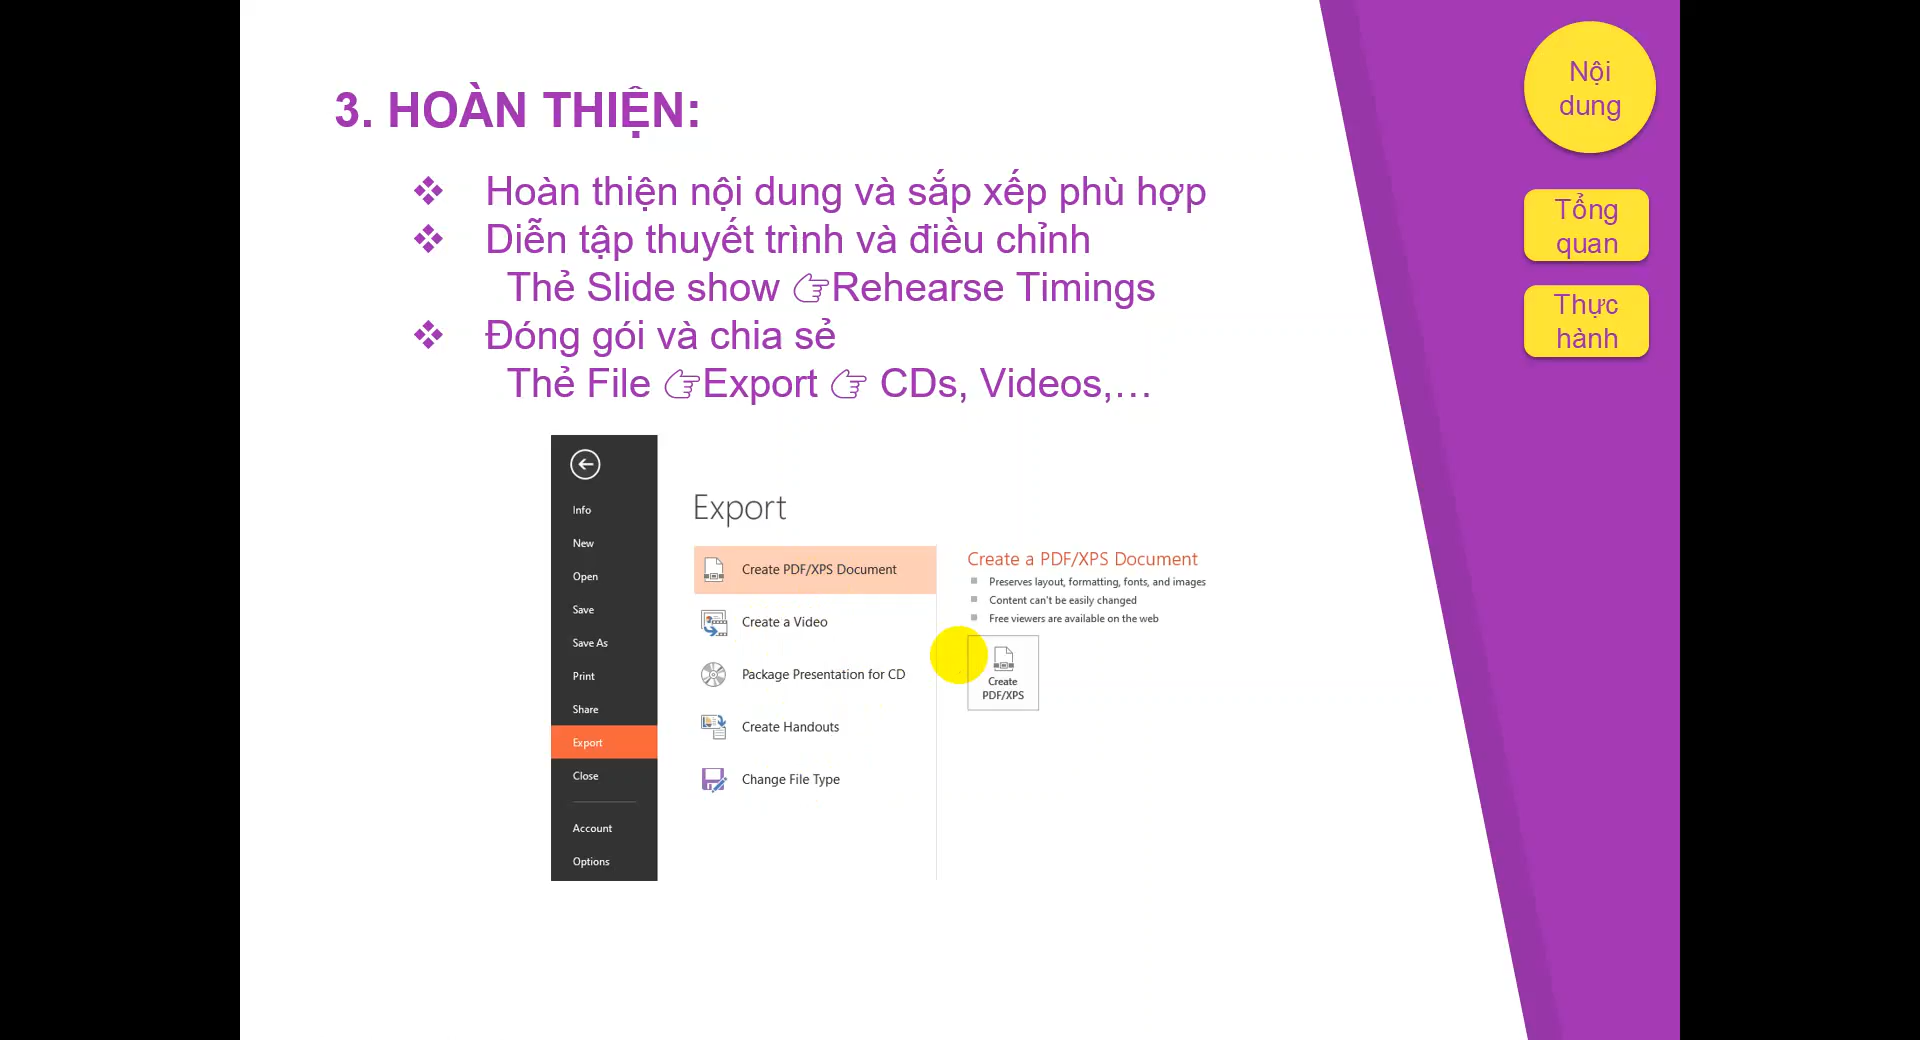 3. HOÀN THIỆN:
❖ Hoàn thiện nội dung và sắp xếp phù hợp
❖ Diễn tập thuyết trình và điều chỉnh
Thẻ Slide show 👉Rehearse Timings
❖ Đóng gói và chia sẻ
Thẻ File 👉Export 👉 CDs, Videos,…
Nội
dung
Tổng
quan
Thực
hành
Info
New
Open
Save
Save As
Print
Share
Export
Close
Account
Options
Export
Create PDF/XPS Document
Create a Video
Package Presentation for CD
Create Handouts
Change File Type
Create a PDF/XPS Document
Preserves layout, formatting, fonts, and images
Content can't be easily changed
Free viewers are available on the web
Create
PDF/XPS